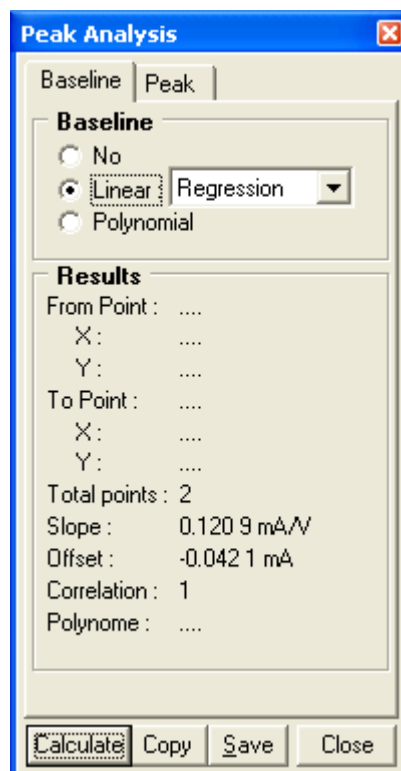 Peak Analysis
Baseline Peak
Baseline
No
Linear : Regression
Polynomial
Results
From Point : ....
X : ....
Y : ....
To Point : ....
X : ....
Y : ....
Total points : 2
Slope : 0.120 9 mA/V
Offset : -0.042 1 mA
Correlation : 1
Polynome : ....
Calculate Copy Save Close